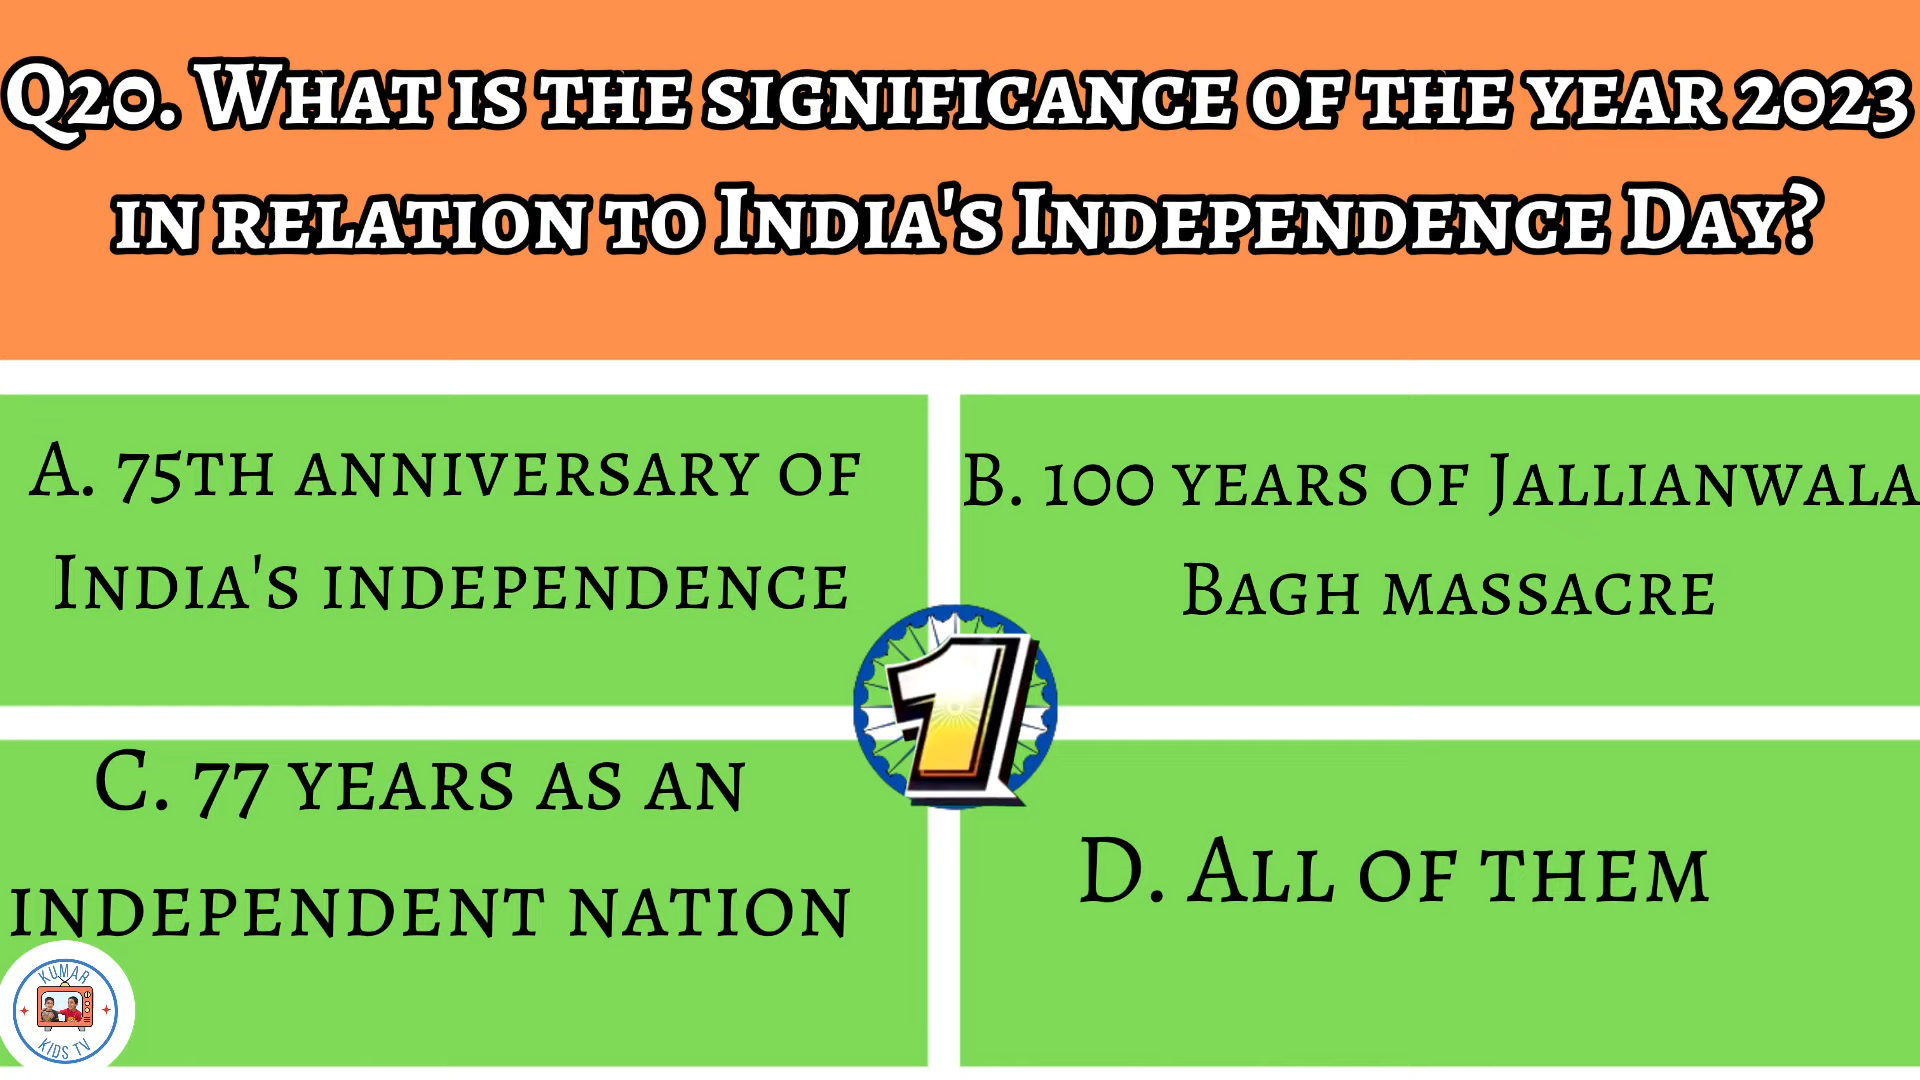 Q20. What is the significance of the year 2023
in relation to India's Independence Day?
A. 75th anniversary of
India's independence
B. 100 years of Jallianwala
Bagh massacre
1
C. 77 years as an
independent nation
D. All of them
KUMAR
KIDS TV